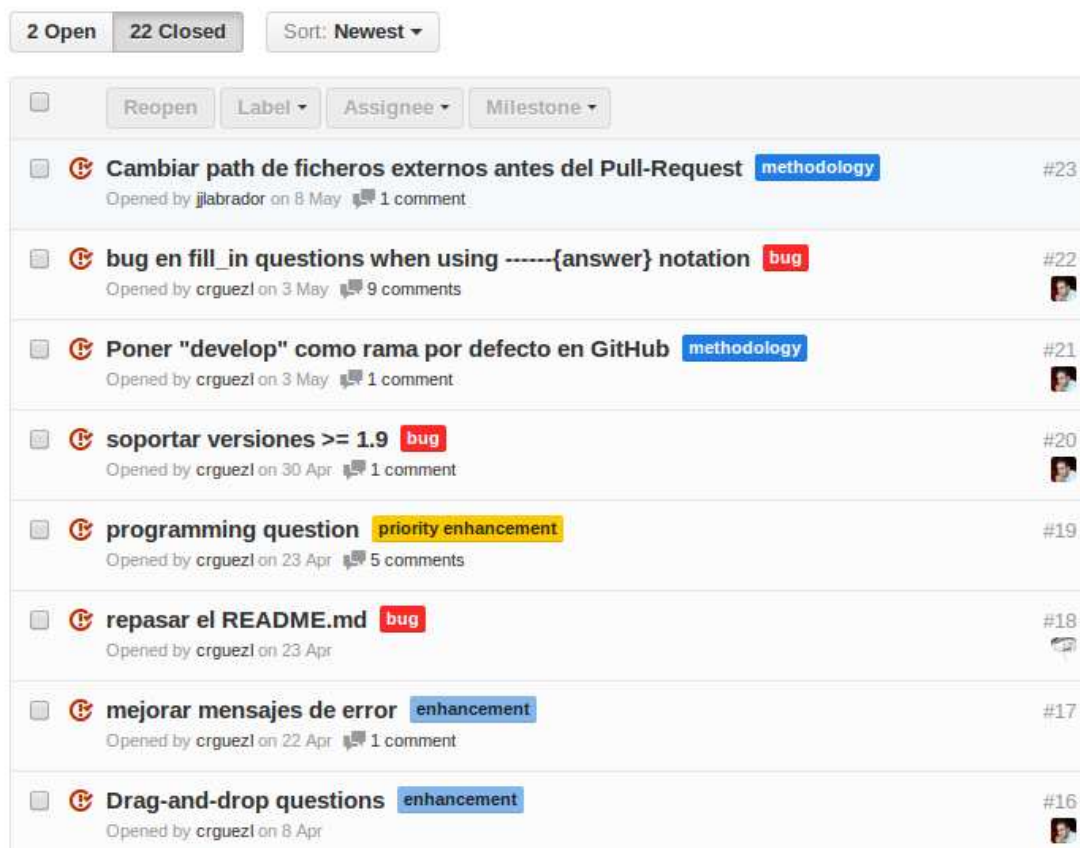 2 Open 22 Closed Sort: Newest
Reopen Label Assignee Milestone
Cambiar path de ficheros externos antes del Pull-Request methodology #23
Opened by jjlabrador on 8 May 1 comment
bug en fill_in questions when using ------{answer} notation bug #22
Opened by crguezl on 3 May 9 comments
Poner "develop" como rama por defecto en GitHub methodology #21
Opened by crguezl on 3 May 1 comment
soportar versiones >= 1.9 bug #20
Opened by crguezl on 30 Apr 1 comment
programming question priority enhancement #19
Opened by crguezl on 23 Apr 5 comments
repasar el README.md bug #18
Opened by crguezl on 23 Apr
mejorar mensajes de error enhancement #17
Opened by crguezl on 22 Apr 1 comment
Drag-and-drop questions enhancement #16
Opened by crguezl on 8 Apr